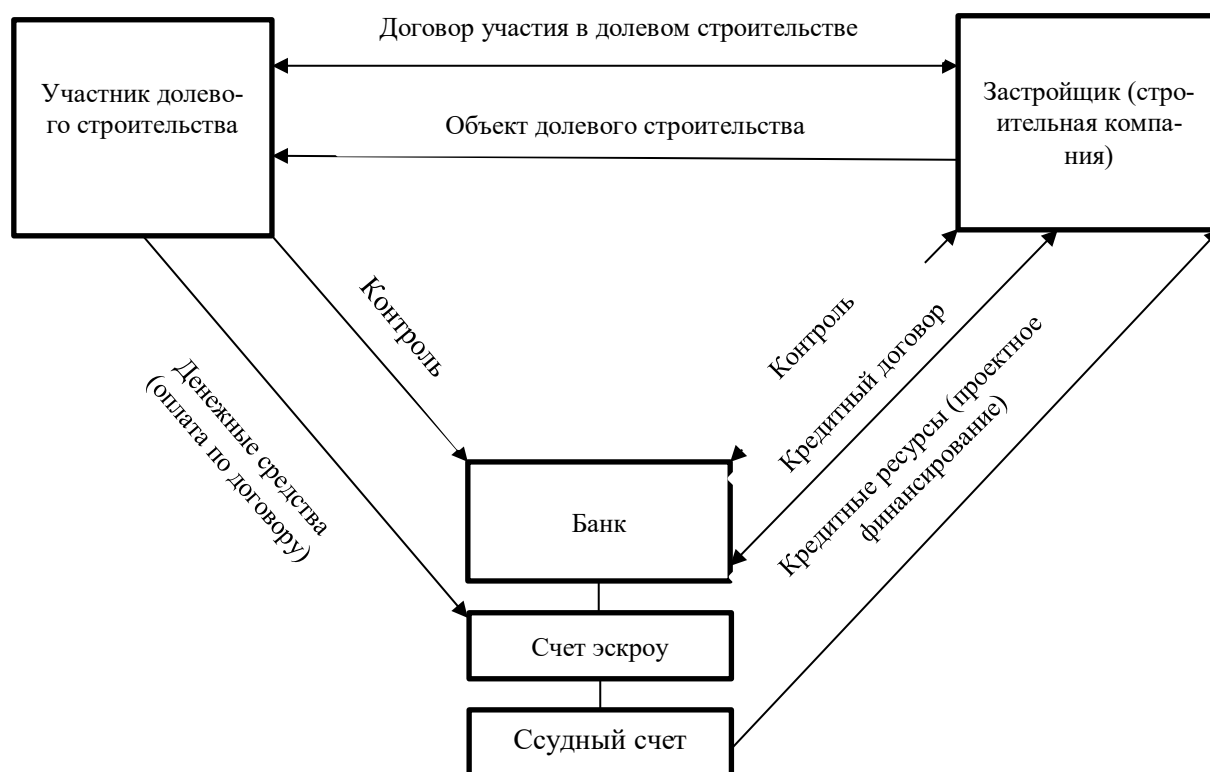 Договор участия в долевом строительстве
Участник долево-
го строительства
Застройщик (стро-
ительная компа-
ния)
Объект долевого строительства
Контроль
Денежные средства
(оплата по договору)
Контроль
Кредитный договор
Кредитные ресурсы (проектное
финансирование)
Банк
Счет эскроу
Ссудный счет